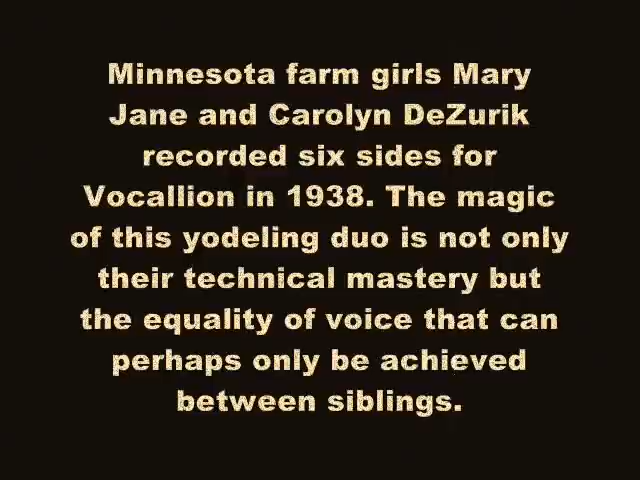 Minnesota farm girls Mary
Jane and Carolyn DeZurik
recorded six sides for
Vocallion in 1938. The magic
of this yodeling duo is not only
their technical mastery but
the equality of voice that can
perhaps only be achieved
between siblings.